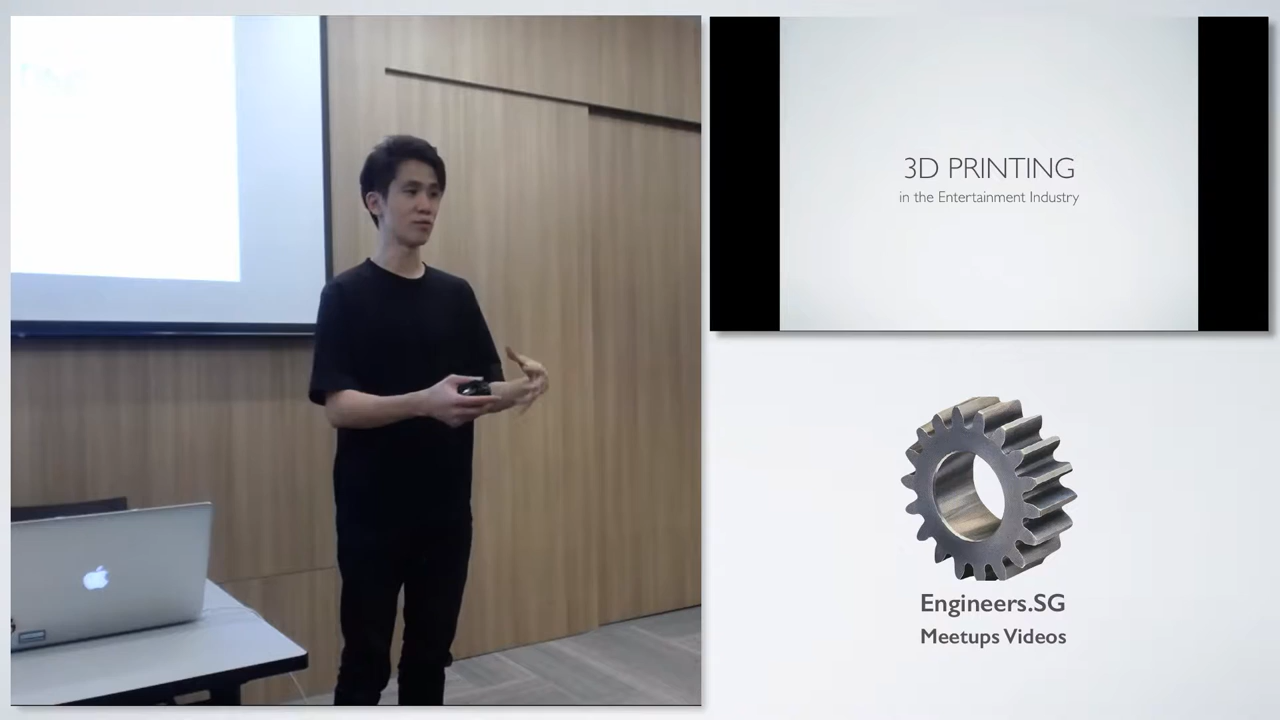 3D PRINTING
in the Entertainment Industry
Engineers.SG
Meetups Videos